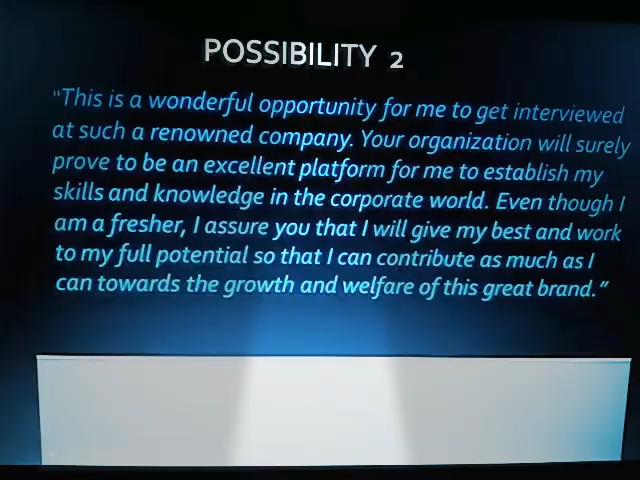 POSSIBILITY 2
“This is a wonderful opportunity for me to get interviewed
at such a renowned company. Your organization will surely
prove to be an excellent platform for me to establish my
skills and knowledge in the corporate world. Even though I
am a fresher, I assure you that I will give my best and work
to my full potential so that I can contribute as much as I
can towards the growth and welfare of this great brand.”